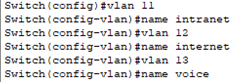 Switch(config)#vlan 11
Switch(config-vlan)#name intranet
Switch(config-vlan)#vlan 12
Switch(config-vlan)#name internet
Switch(config-vlan)#vlan 13
Switch(config-vlan)#name voice